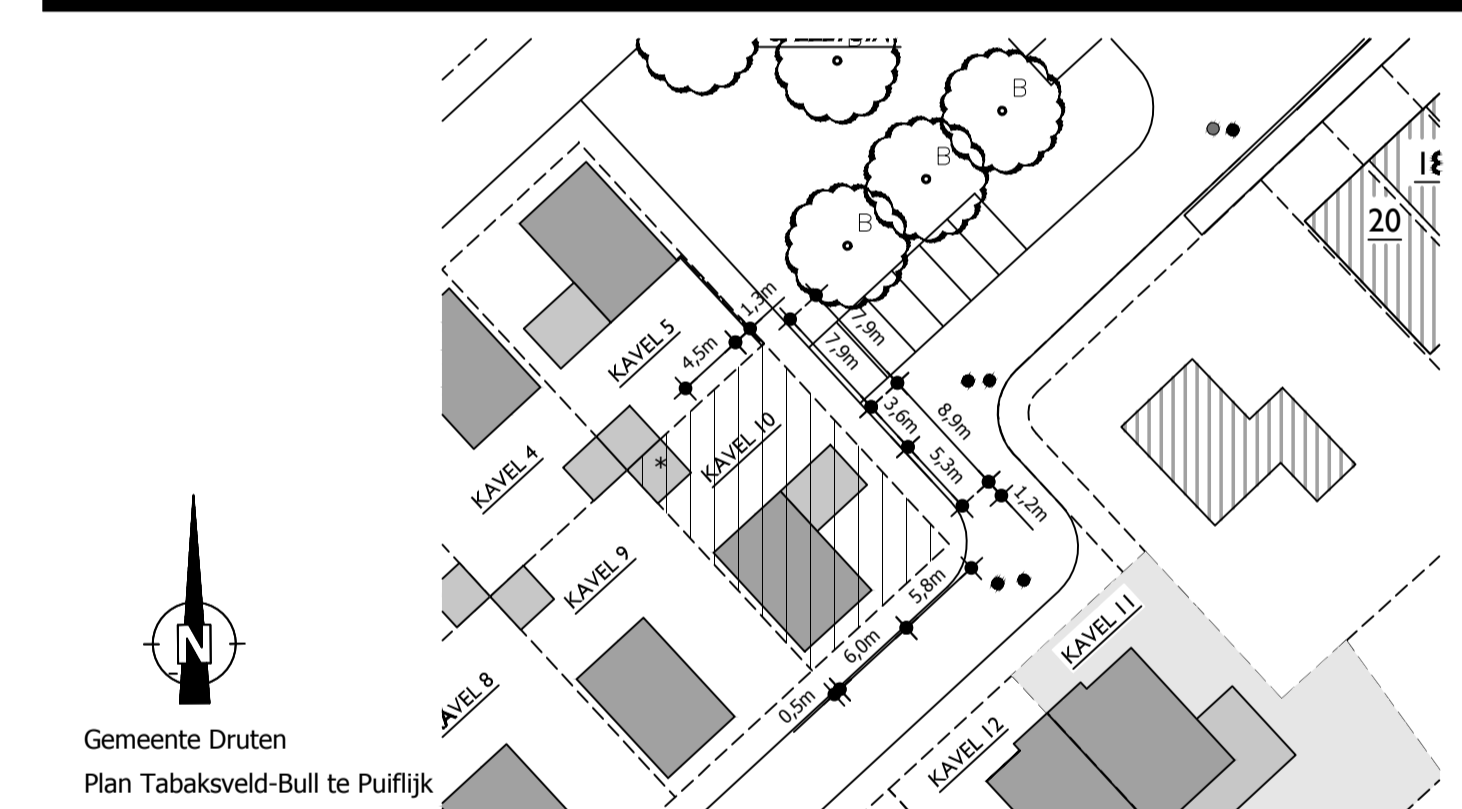 B
B
B
18
20
1,3m
KAVEL 5
4,5m
7,9m
7,9m
3,6m
8,9m
5,3m
1,2m
KAVEL 10
*
KAVEL 4
KAVEL 9
5,8m
6,0m
0,5m
KAVEL 11
KAVEL 12
N
Gemeente Druten
Plan Tabaksveld-Bull te Puiflijk